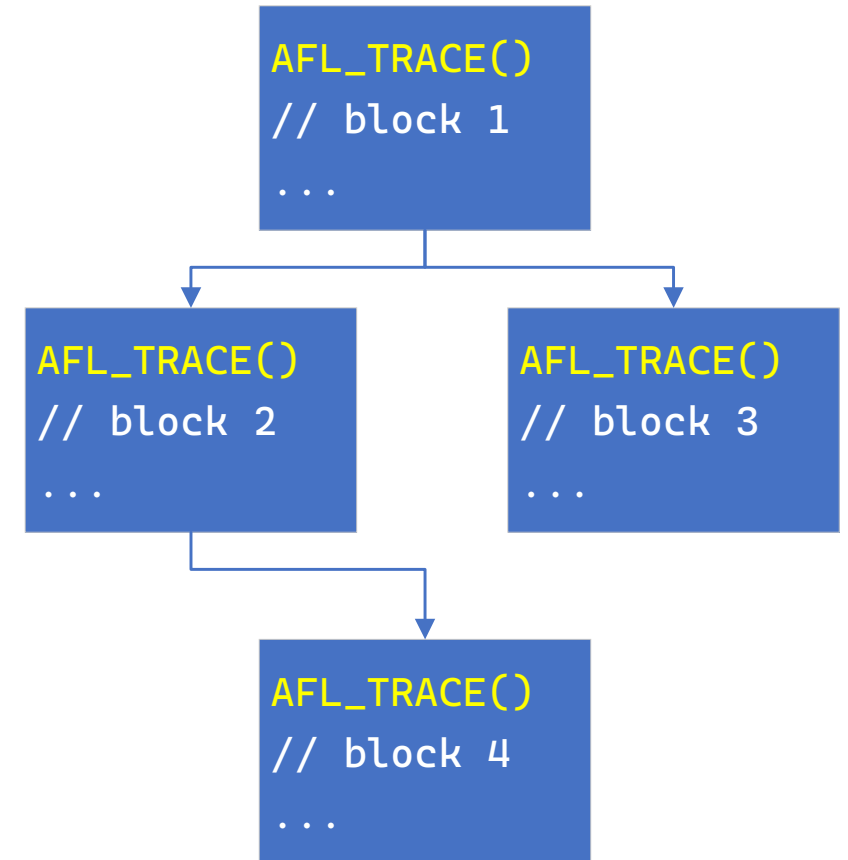 AFL_TRACE()
// block 1
...
AFL_TRACE()
// block 2
...
AFL_TRACE()
// block 3
...
AFL_TRACE()
// block 4
...